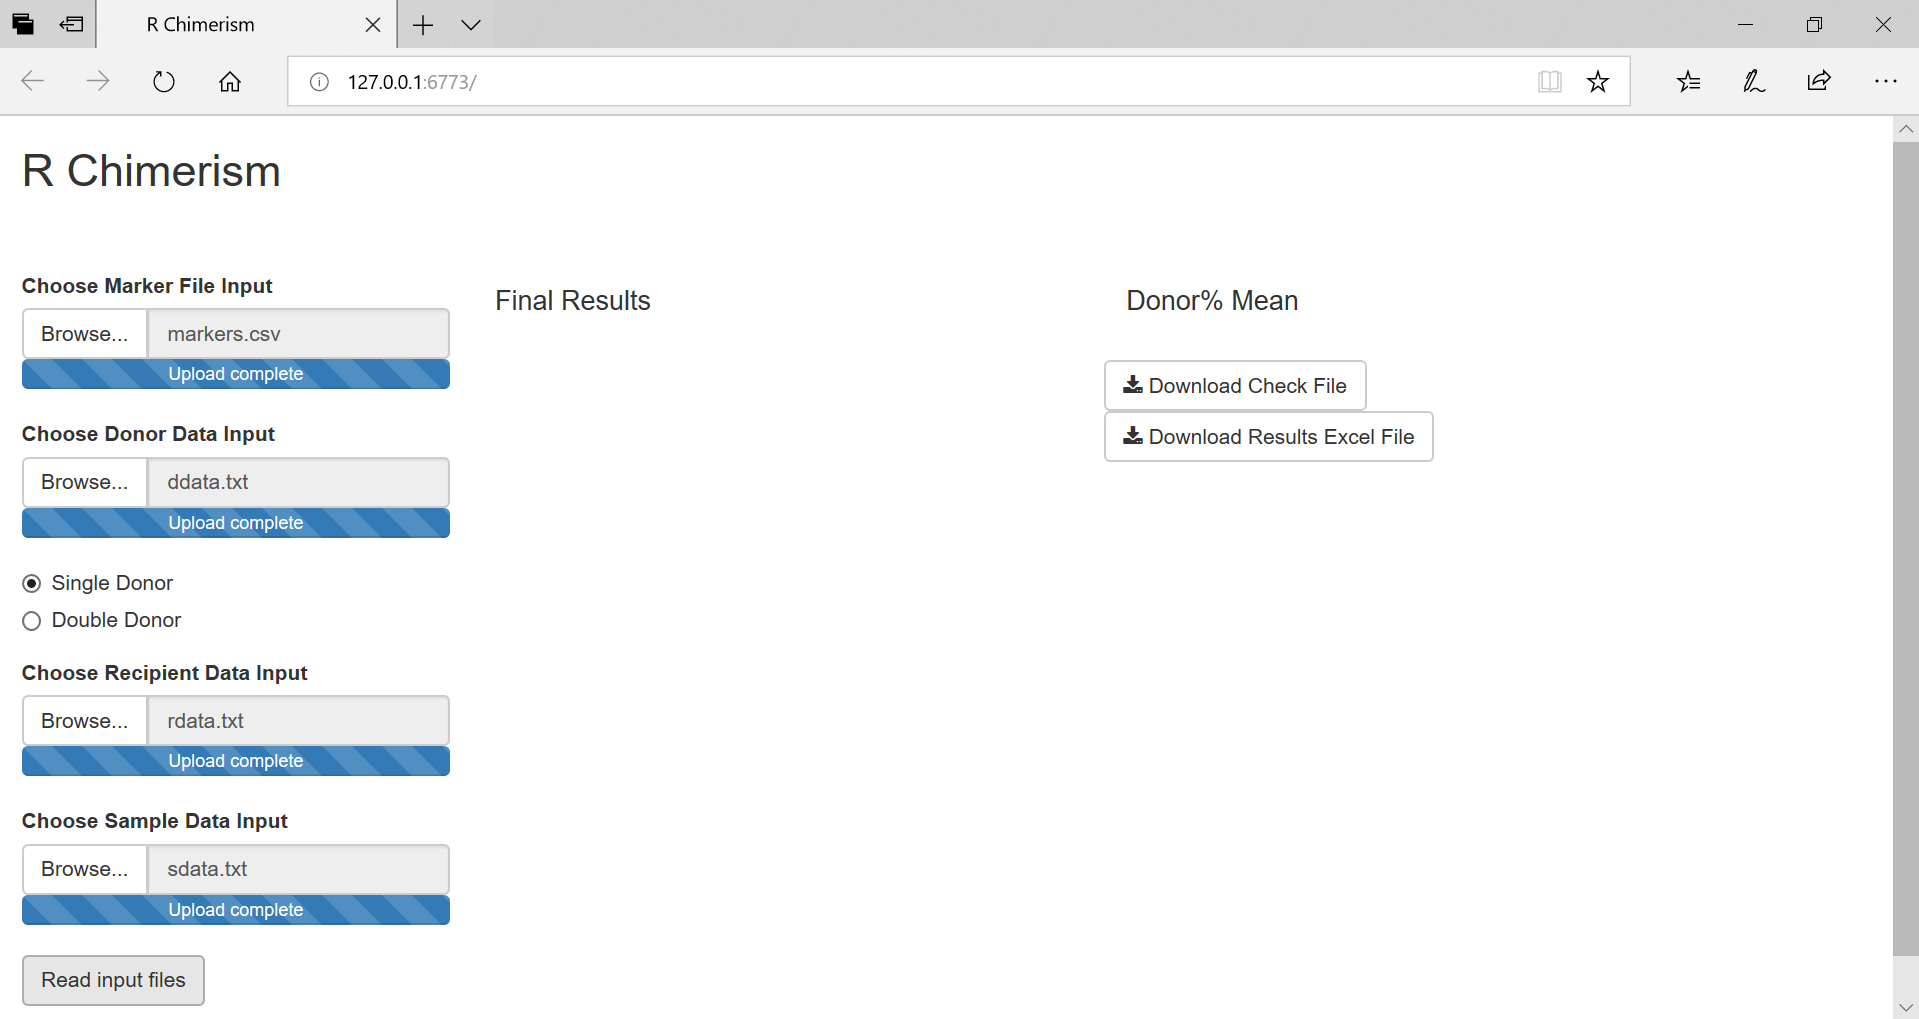 R Chimerism
127.0.0.1:6773/
R Chimerism
Choose Marker File Input
Browse... markers.csv
Upload complete
Choose Donor Data Input
Browse... ddata.txt
Upload complete
Single Donor
Double Donor
Choose Recipient Data Input
Browse... rdata.txt
Upload complete
Choose Sample Data Input
Browse... sdata.txt
Upload complete
Read input files
Final Results
Donor% Mean
Download Check File
Download Results Excel File